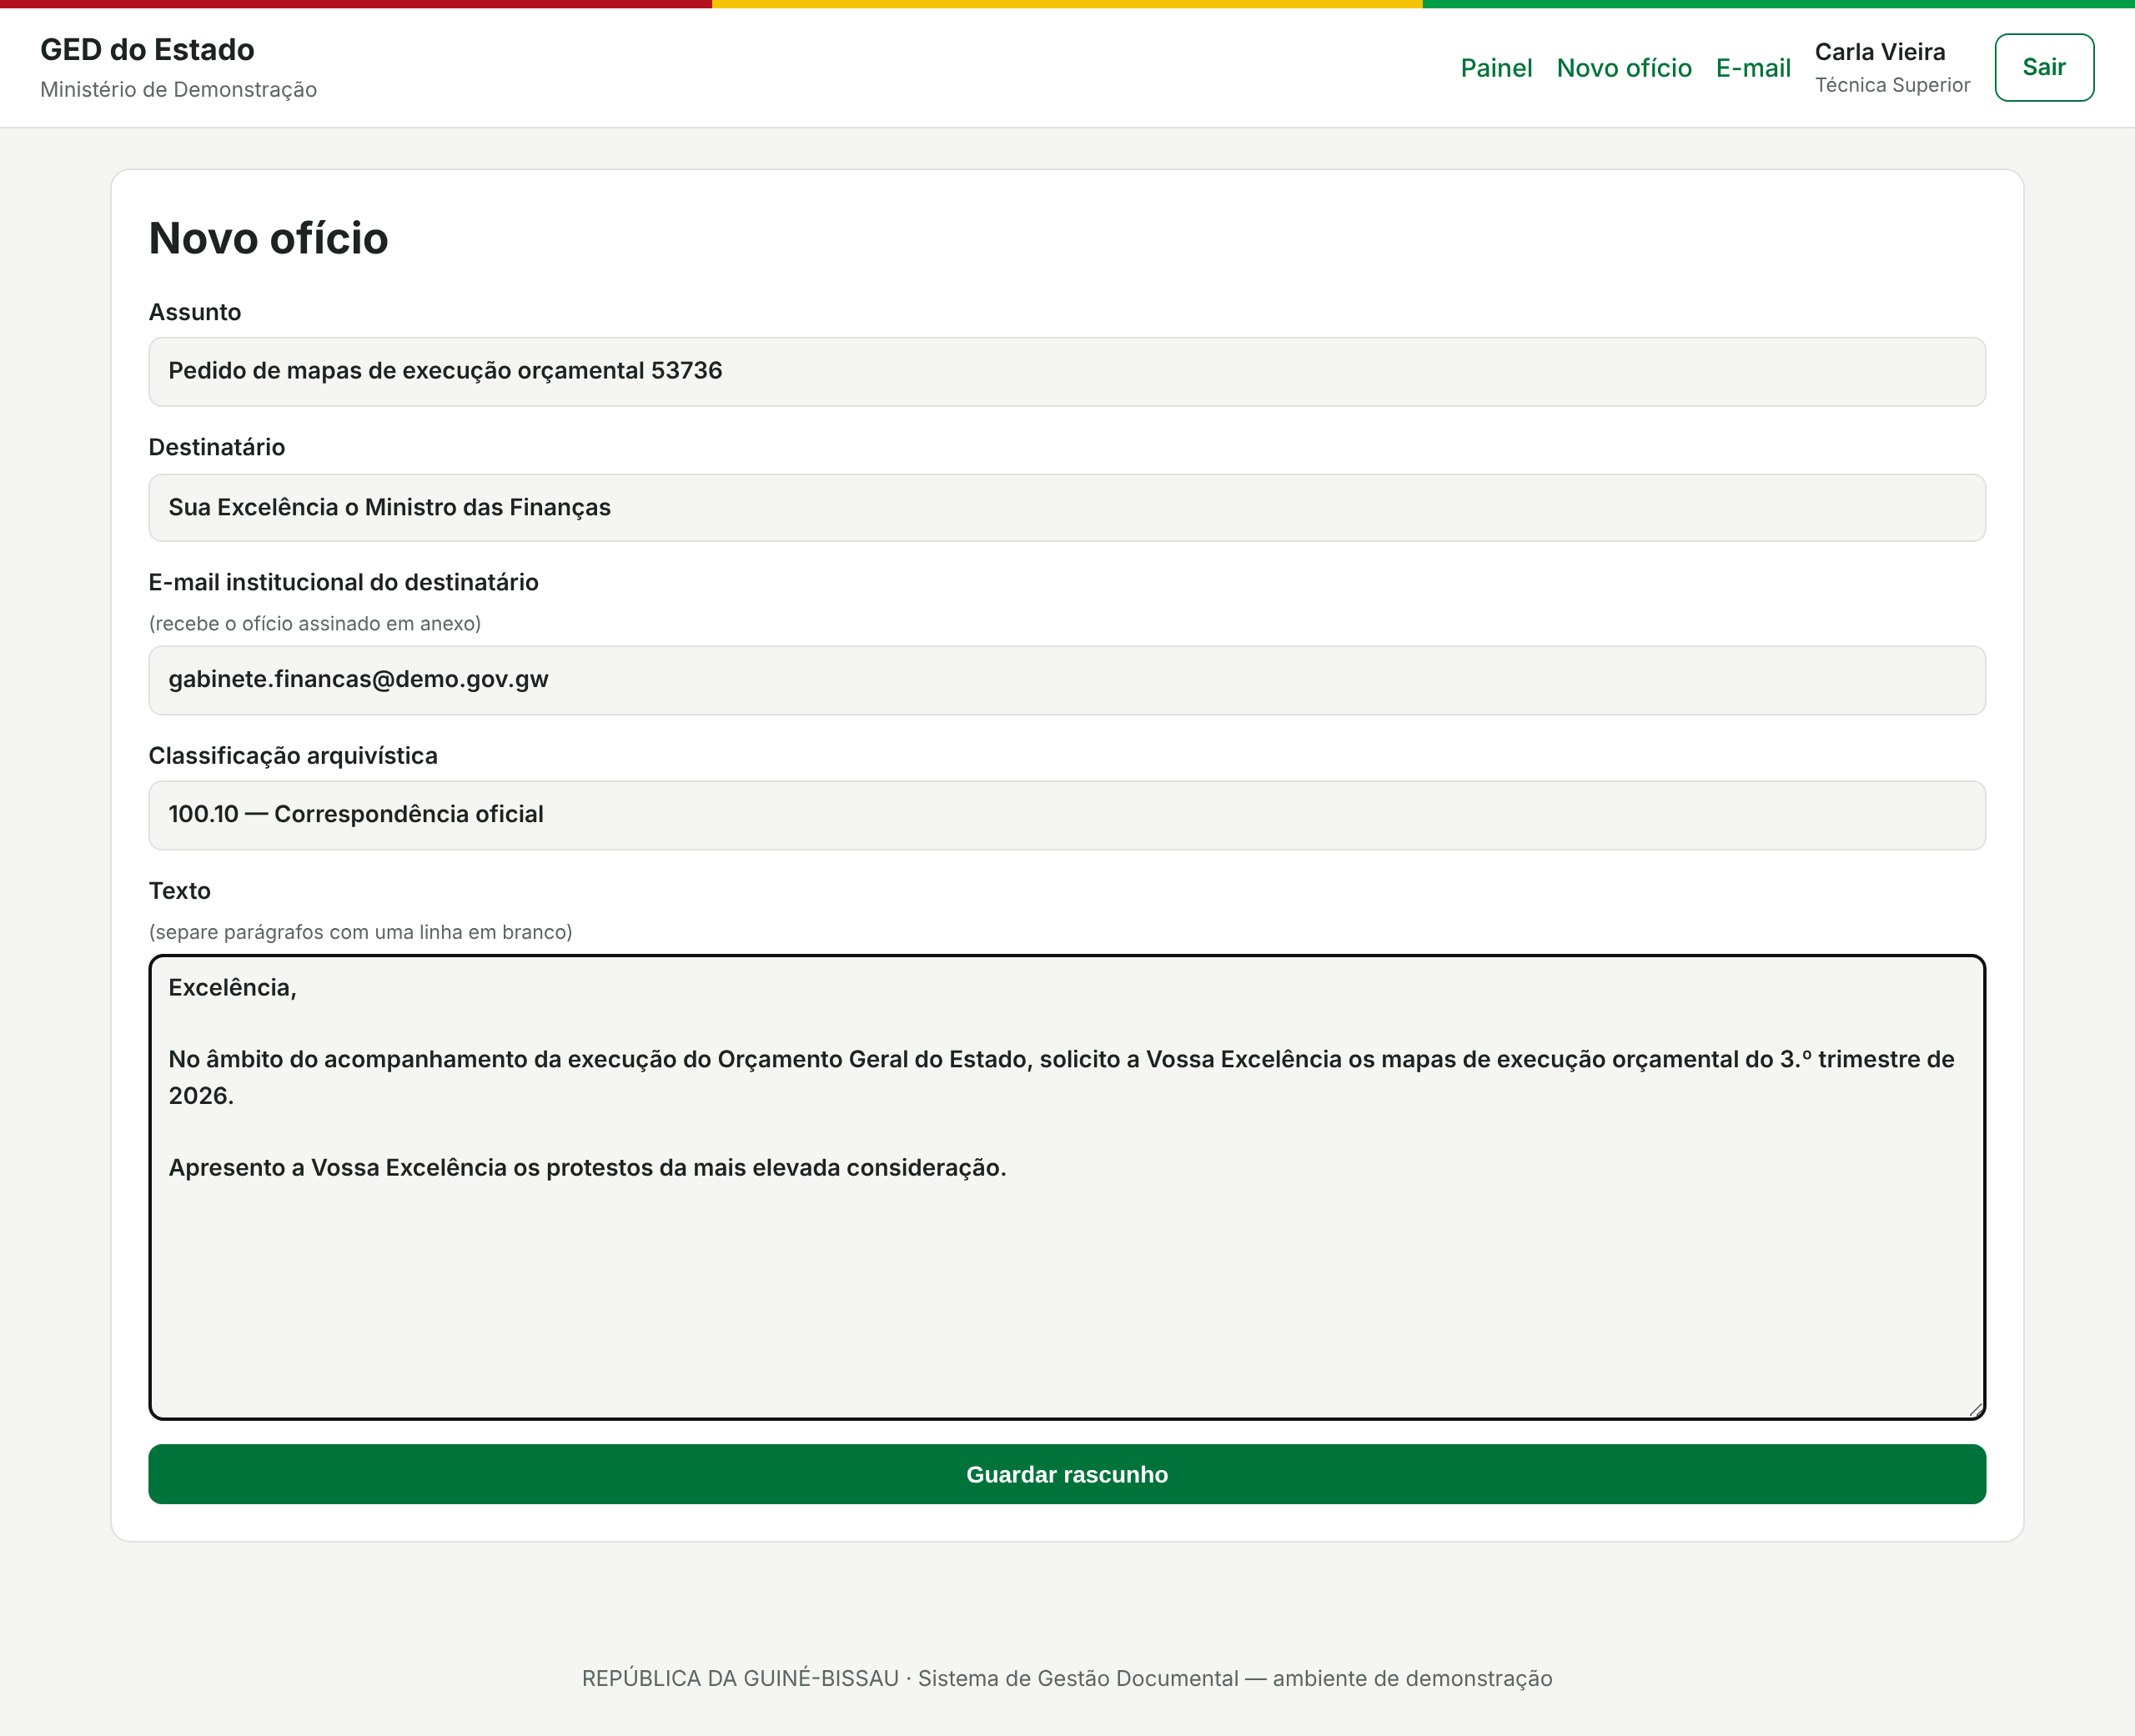 GED do Estado
Ministério de Demonstração
Painel
Novo ofício
E-mail
Carla Vieira
Técnica Superior
Sair
Novo ofício
Assunto
Pedido de mapas de execução orçamental 53736
Destinatário
Sua Excelência o Ministro das Finanças
E-mail institucional do destinatário
(recebe o ofício assinado em anexo)
gabinete.financas@demo.gov.gw
Classificação arquivística
100.10 — Correspondência oficial
Texto
(separe parágrafos com uma linha em branco)
Excelência,
No âmbito do acompanhamento da execução do Orçamento Geral do Estado, solicito a Vossa Excelência os mapas de execução orçamental do 3.º trimestre de
2026.
Apresento a Vossa Excelência os protestos da mais elevada consideração.
Guardar rascunho
REPÚBLICA DA GUINÉ-BISSAU · Sistema de Gestão Documental — ambiente de demonstração